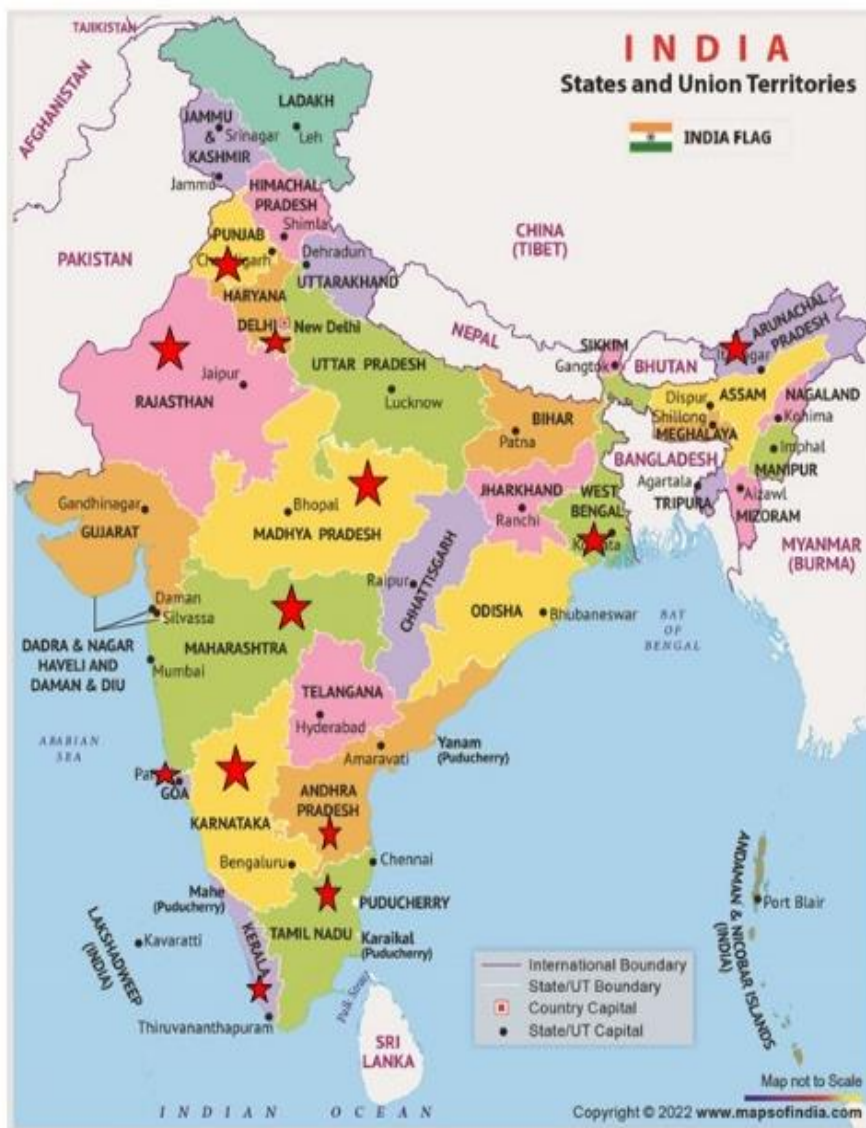 INDIA
States and Union Territories
INDIA FLAG
TAJIKISTAN
AFGHANISTAN
LADAKH
JAMMU
&
KASHMIR
Srinagar
Leh
Jammu
HIMACHAL
PRADESH
Shimla
PUNJAB
CHINA
(TIBET)
PAKISTAN
Dehradun
UTTARAKHAND
HARYANA
DELHI
New Delhi
NEPAL
SIKKIM
Gangtok
BHUTAN
ARUNACHAL
PRADESH
UTTAR PRADESH
Jaipur
RAJASTHAN
Lucknow
BIHAR
Patna
ASSAM
Dispur
Shillong
MEGHALAYA
NAGALAND
Kohima
Imphal
MANIPUR
BANGLADESH
Agartala
TRIPURA
Aizawl
MIZORAM
MYANMAR
(BURMA)
Gandhinagar
GUJARAT
Bhopal
MADHYA PRADESH
JHARKHAND
Ranchi
WEST
BENGAL
CHHATTISGARH
Raipur
ODISHA
Bhubaneswar
BAY
OF
BENGAL
Daman
Silvassa
DADRA & NAGAR
HAVELI AND
DAMAN & DIU
MAHARASHTRA
Mumbai
TELANGANA
Hyderabad
ARABIAN
SEA
Amaravati
Yanam
(Puducherry)
GOA
KARNATAKA
ANDHRA
PRADESH
Bengaluru
Chennai
Mahe
(Puducherry)
PUDUCHERRY
TAMIL NADU
Karaikal
(Puducherry)
KERALA
LAKSHADWEEP
(INDIA)
Kavaratti
Thiruvananthapuram
Palk Strait
SRI
LANKA
ANDAMAN & NICOBAR ISLANDS
(INDIA)
Port Blair
International Boundary
State/UT Boundary
Country Capital
State/UT Capital
INDIAN OCEAN
Map not to Scale
Copyright © 2022 www.mapsofindia.com